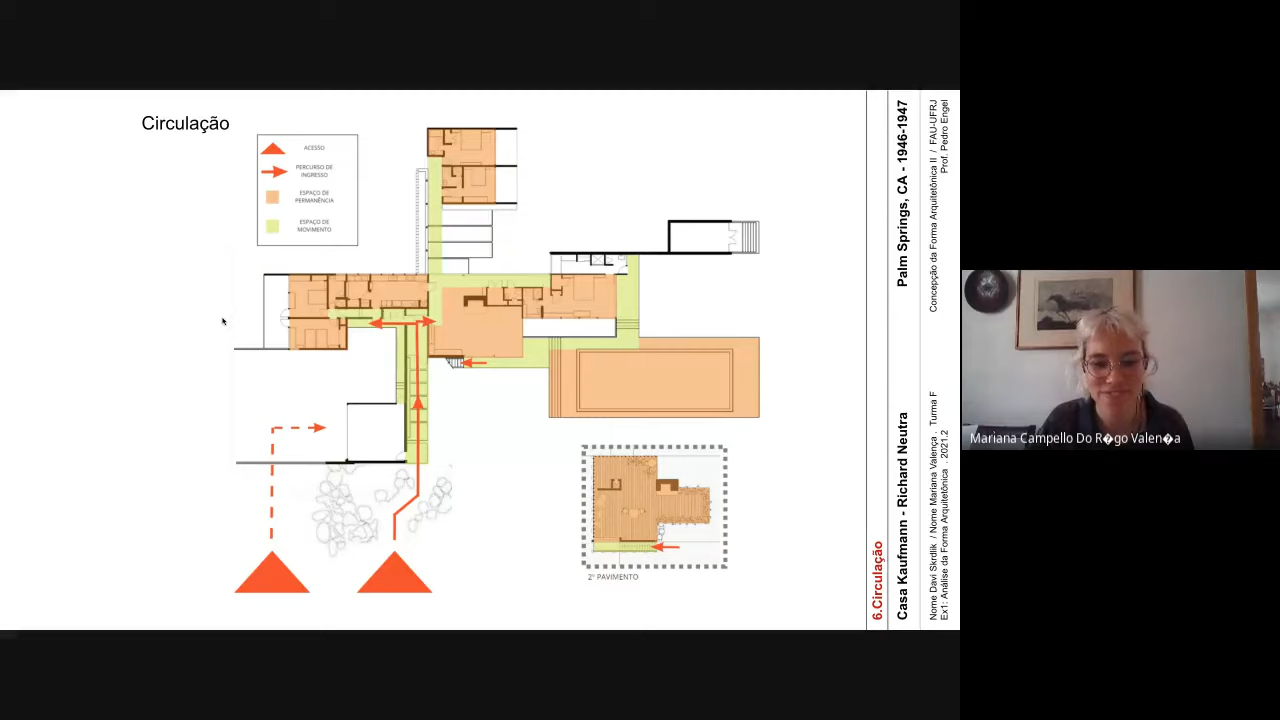 Circulação
ACESSO
PERCURSO DE
INGRESSO
ESPAÇO DE
PERMANÊNCIA
ESPAÇO DE
MOVIMENTO
2º PAVIMENTO
6.Circulação
Casa Kaufmann - Richard Neutra
Palm Springs, CA - 1946-1947
Nome Davi Skrdlik / Nome Mariana Valença . Turma F
Ex1: Análise da Forma Arquitetônica . 2021.2
Concepção da Forma Arquitetônica II / FAU-UFRJ
Prof. Pedro Engel
Mariana Campello Do R�go Valen�a